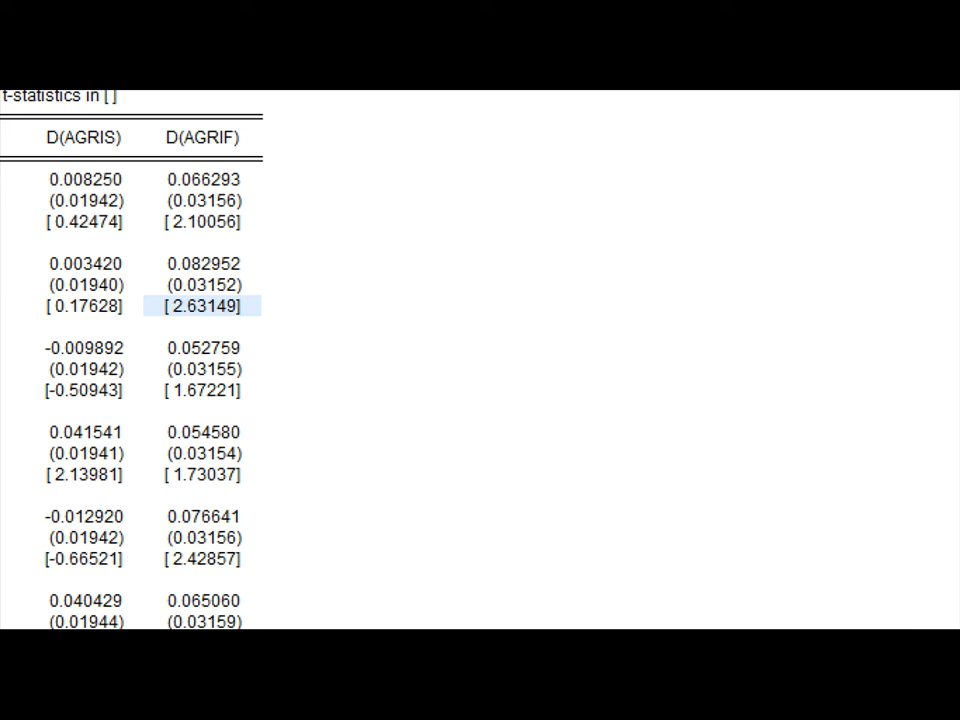 t-statistics in [ ]
D(AGRIS) D(AGRIF)
0.008250 0.066293
(0.01942) (0.03156)
[ 0.42474] [ 2.10056]
0.003420 0.082952
(0.01940) (0.03152)
[ 0.17628] [ 2.63149]
-0.009892 0.052759
(0.01942) (0.03155)
[-0.50943] [ 1.67221]
0.041541 0.054580
(0.01941) (0.03154)
[ 2.13981] [ 1.73037]
-0.012920 0.076641
(0.01942) (0.03156)
[-0.66521] [ 2.42857]
0.040429 0.065060
(0.01944) (0.03159)